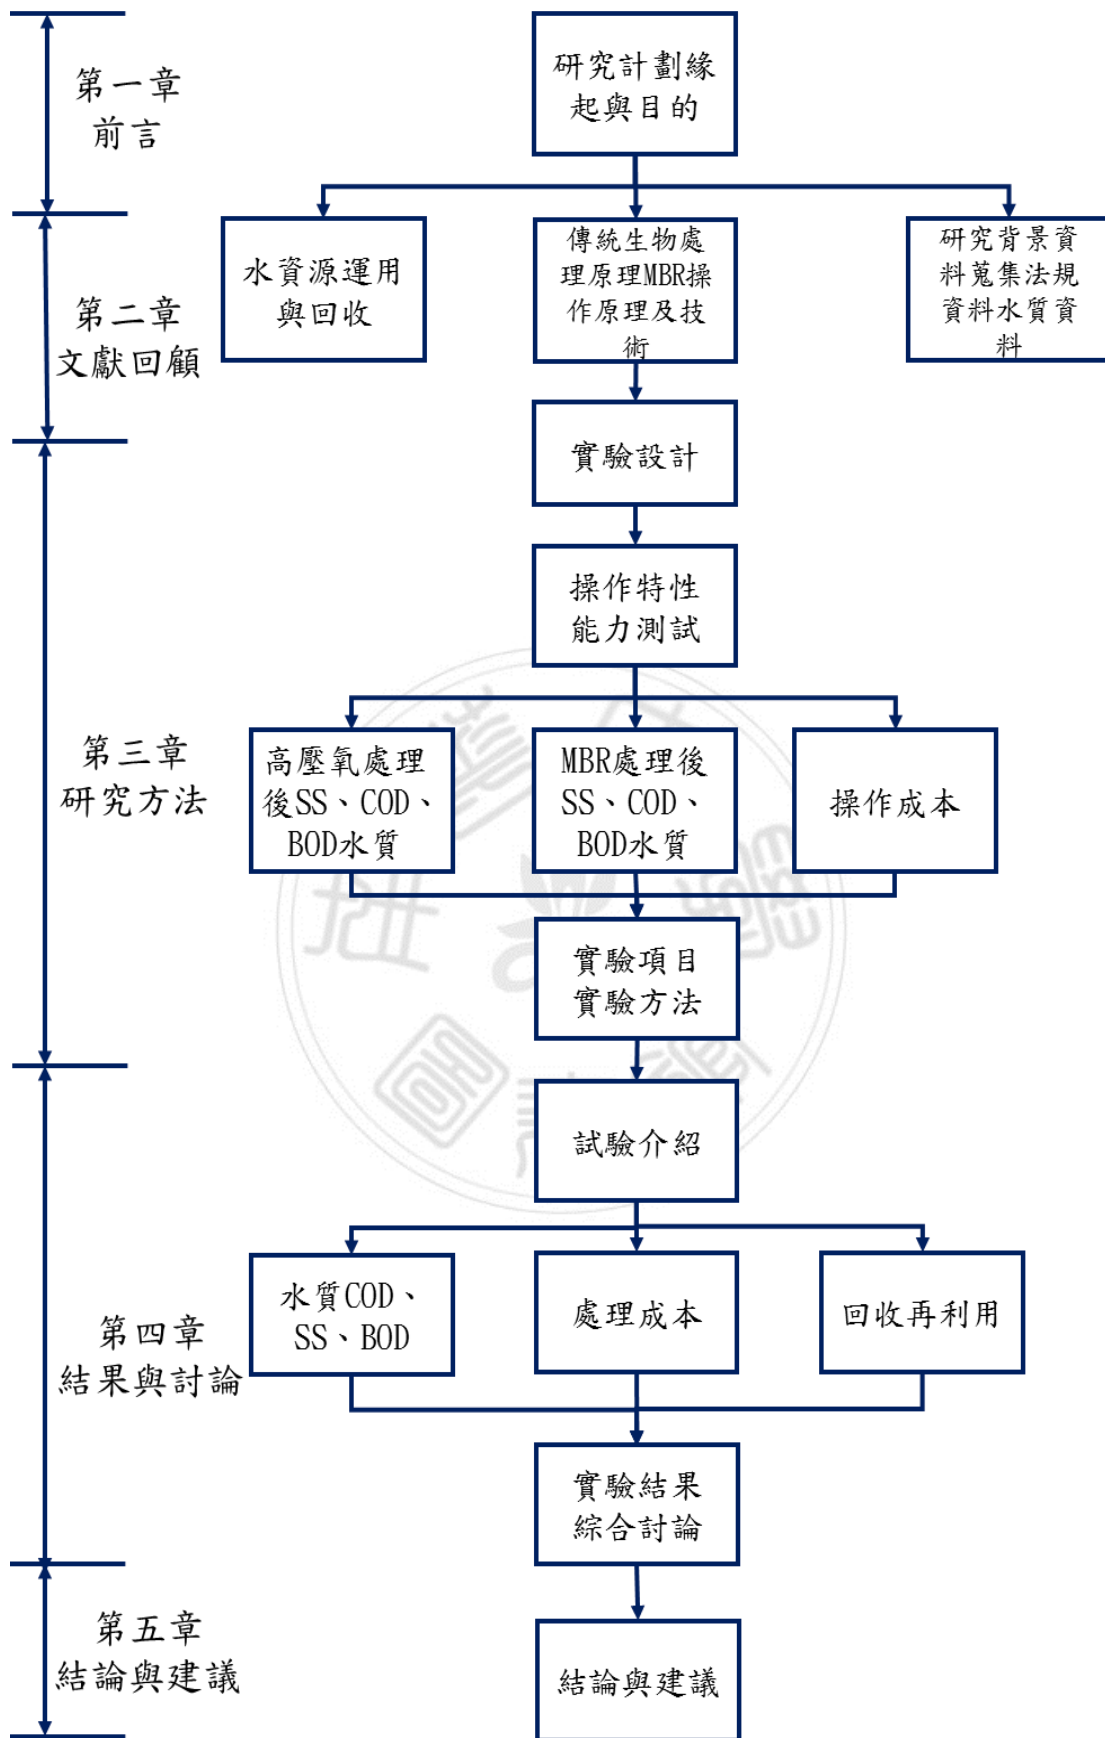 第一章
前言
研究計劃緣
起與目的
第二章
文獻回顧
水資源運用
與回收
傳統生物處
理原理MBR操
作原理及技
術
研究背景資
料蒐集法規
資料水質資
料
實驗設計
第三章
研究方法
操作特性
能力測試
高壓氧處理
後SS、COD、
BOD水質
MBR處理後
SS、COD、
BOD水質
操作成本
實驗項目
實驗方法
第四章
結果與討論
試驗介紹
水質COD、
SS、BOD
處理成本
回收再利用
實驗結果
綜合討論
第五章
結論與建議
結論與建議